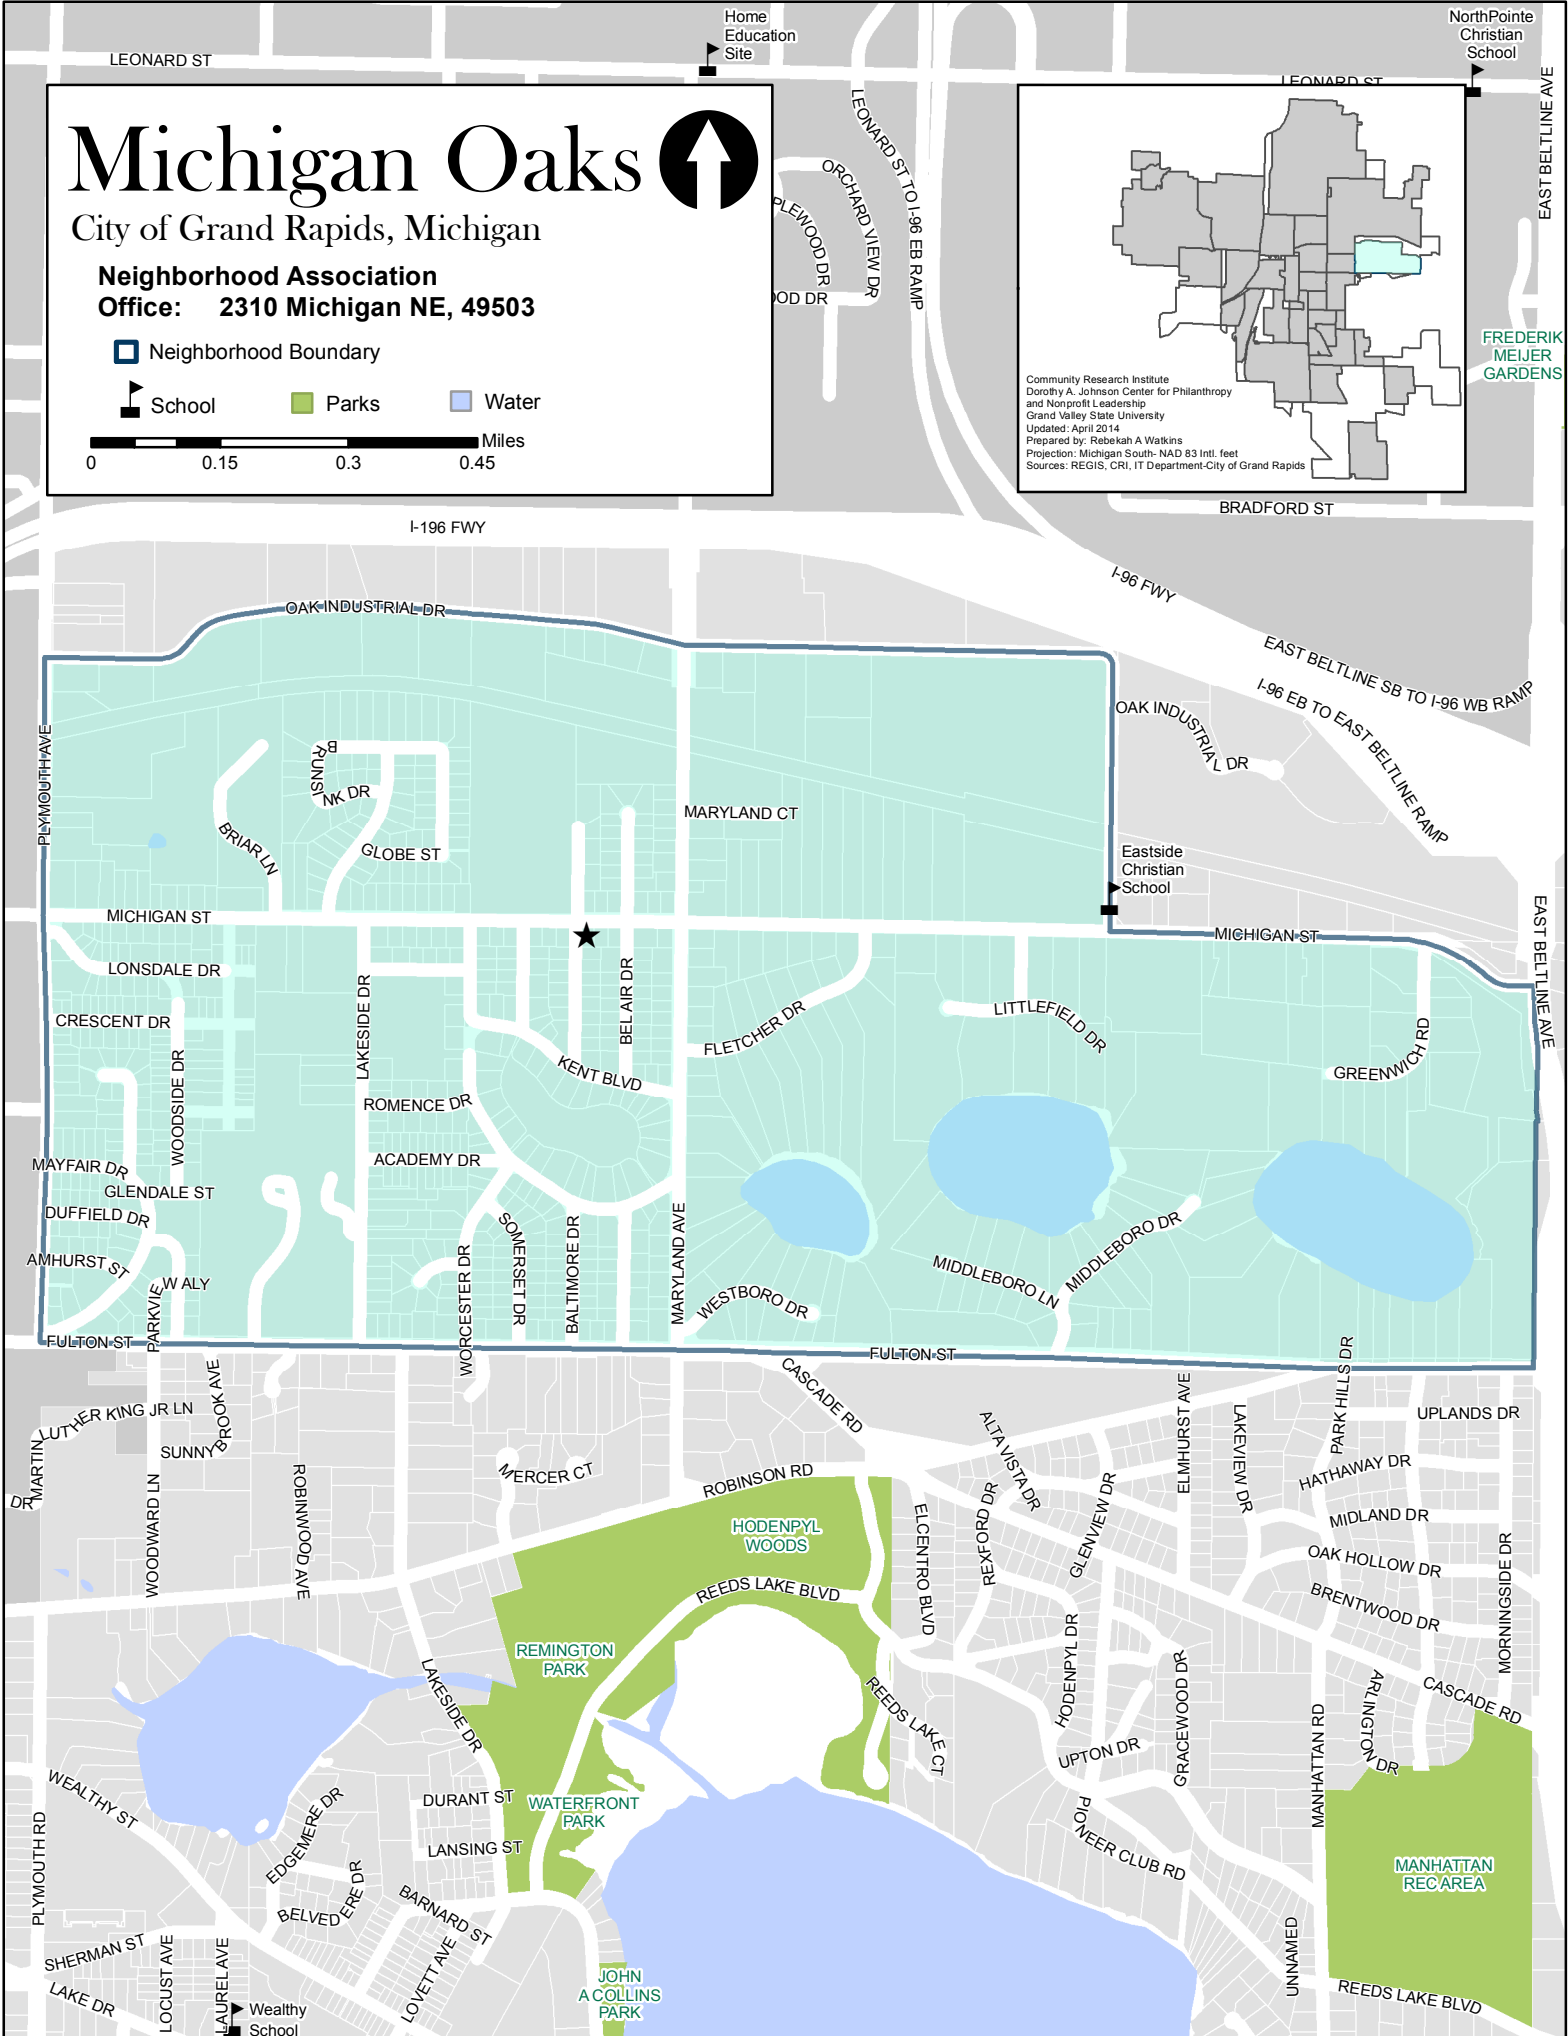 Home
Education
Site
NorthPointe
Christian
School
LEONARD ST
LEONARD ST
EAST BELTLINE AVE
LEONARD ST TO I-96 EB RAMP
ORCHARD VIEW DR
PLEWOOD DR
OOD DR
Michigan Oaks
City of Grand Rapids, Michigan
Neighborhood Association
Office: 2310 Michigan NE, 49503
Neighborhood Boundary
School Parks Water
Miles
0 0.15 0.3 0.45
Community Research Institute
Dorothy A. Johnson Center for Philanthropy
and Nonprofit Leadership
Grand Valley State University
Updated: April 2014
Prepared by: Rebekah A Watkins
Projection: Michigan South- NAD 83 Intl. feet
Sources: REGIS, CRI, IT Department-City of Grand Rapids
FREDERIK
MEIJER
GARDENS
BRADFORD ST
I-196 FWY
I-96 FWY
OAK INDUSTRIAL DR
EAST BELTLINE SB TO I-96 WB RAMP
I-96 EB TO EAST BELTLINE RAMP
OAK INDUSTRIAL DR
PLYMOUTH AVE
BRUNSINK DR
BRIAR LN
GLOBE ST
MARYLAND CT
Eastside
Christian
School
MICHIGAN ST
MICHIGAN ST
EAST BELTLINE AVE
LONSDALE DR
CRESCENT DR
WOODSIDE DR
LAKESIDE DR
BEL AIR DR
KENT BLVD
FLETCHER DR
LITTLEFIELD DR
GREENWICH RD
ROMENCE DR
ACADEMY DR
MAYFAIR DR
GLENDALE ST
DUFFIELD DR
AMHURST ST
PARKVIEW ALY
WORCESTER DR
SOMERSET DR
BALTIMORE DR
MARYLAND AVE
WESTBORO DR
MIDDLEBORO LN
MIDDLEBORO DR
FULTON ST
FULTON ST
CASCADE RD
PARK HILLS DR
UPLANDS DR
MARTIN LUTHER KING JR LN
DR
SUNNYBROOK AVE
WOODWARD LN
ROBINWOOD AVE
MERCER CT
ROBINSON RD
ALTA VISTA DR
ELMHURST AVE
LAKEVIEW DR
HATHAWAY DR
MIDLAND DR
OAK HOLLOW DR
BRENTWOOD DR
MORNINGSIDE DR
HODENPYL
WOODS
REEDS LAKE BLVD
ELCENTRO BLVD
REXFORD DR
GLENVIEW DR
HODENPYL DR
REMINGTON
PARK
LAKESIDE DR
REEDS LAKE CT
UPTON DR
GRACEWOOD DR
MANHATTAN RD
ARLINGTON DR
CASCADE RD
WEALTHY ST
PLYMOUTH RD
EDGEMERE DR
DURANT ST
LANSING ST
WATERFRONT
PARK
PIONEER CLUB RD
MANHATTAN
REC AREA
BELVEDERE DR
BARNARD ST
LOVETT AVE
SHERMAN ST
LAKE DR
LOCUST AVE
LAUREL AVE
Wealthy
School
JOHN
A COLLINS
PARK
UNNAMED
REEDS LAKE BLVD